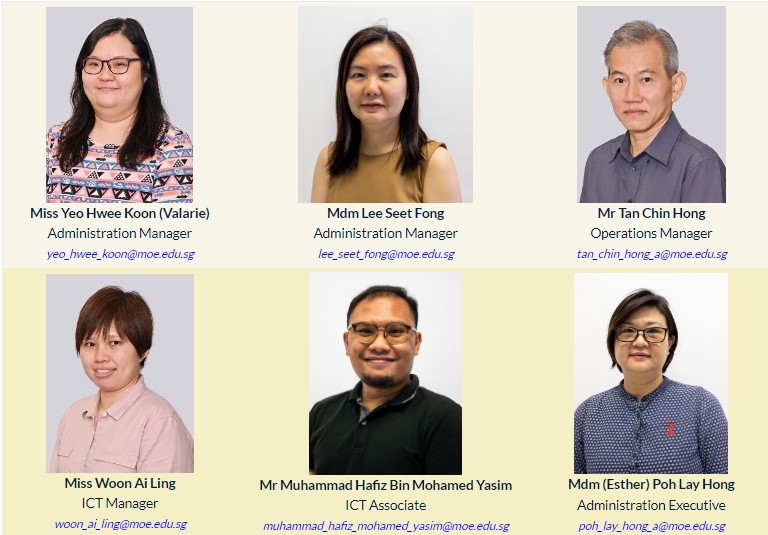 Miss Yeo Hwee Koon (Valarie)
Administration Manager
yeo_hwee_koon@moe.edu.sg
Mdm Lee Seet Fong
Administration Manager
lee_seet_fong@moe.edu.sg
Mr Tan Chin Hong
Operations Manager
tan_chin_hong_a@moe.edu.sg
Miss Woon Ai Ling
ICT Manager
woon_ai_ling@moe.edu.sg
Mr Muhammad Hafiz Bin Mohamed Yasim
ICT Associate
muhammad_hafiz_mohamed_yasim@moe.edu.sg
Mdm (Esther) Poh Lay Hong
Administration Executive
poh_lay_hong_a@moe.edu.sg